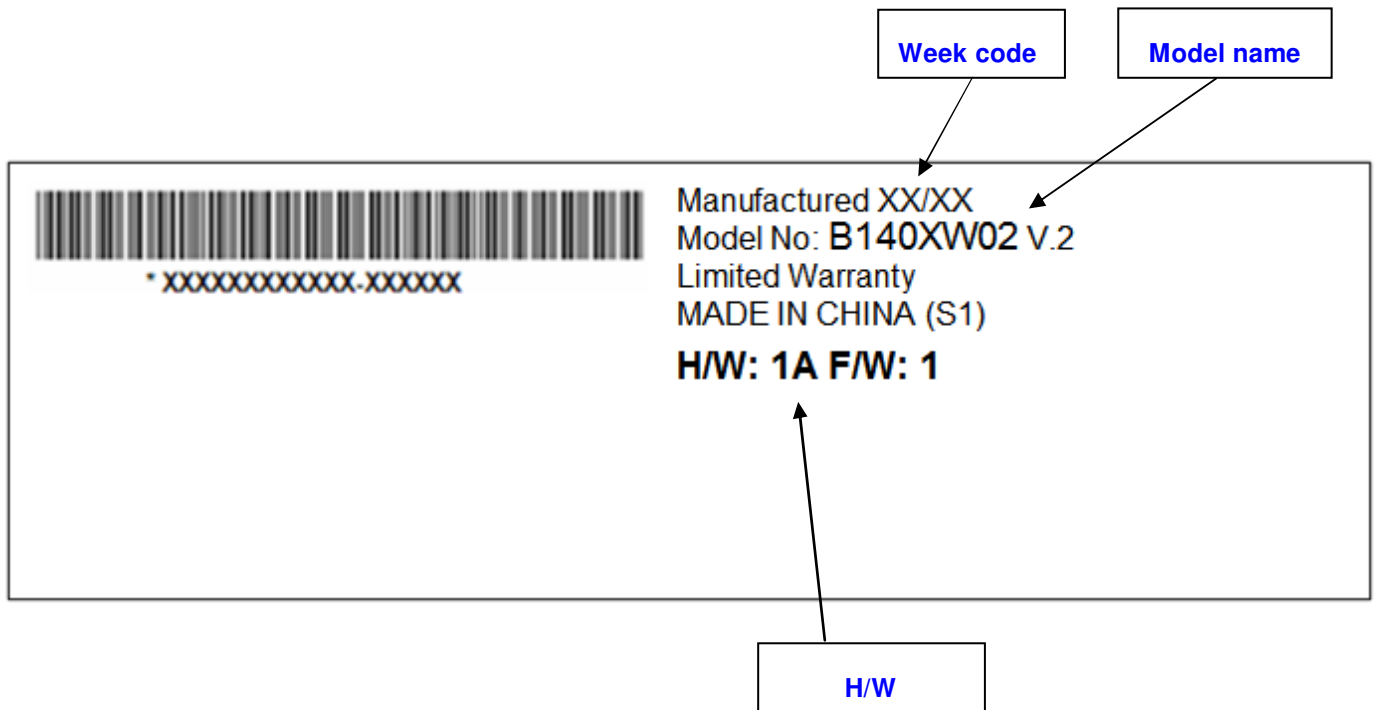 Week code
Model name
Manufactured XX/XX
Model No: B140XW02 V.2
Limited Warranty
MADE IN CHINA (S1)
H/W: 1A F/W: 1
* XXXXXXXXXXXX-XXXXXX
H/W